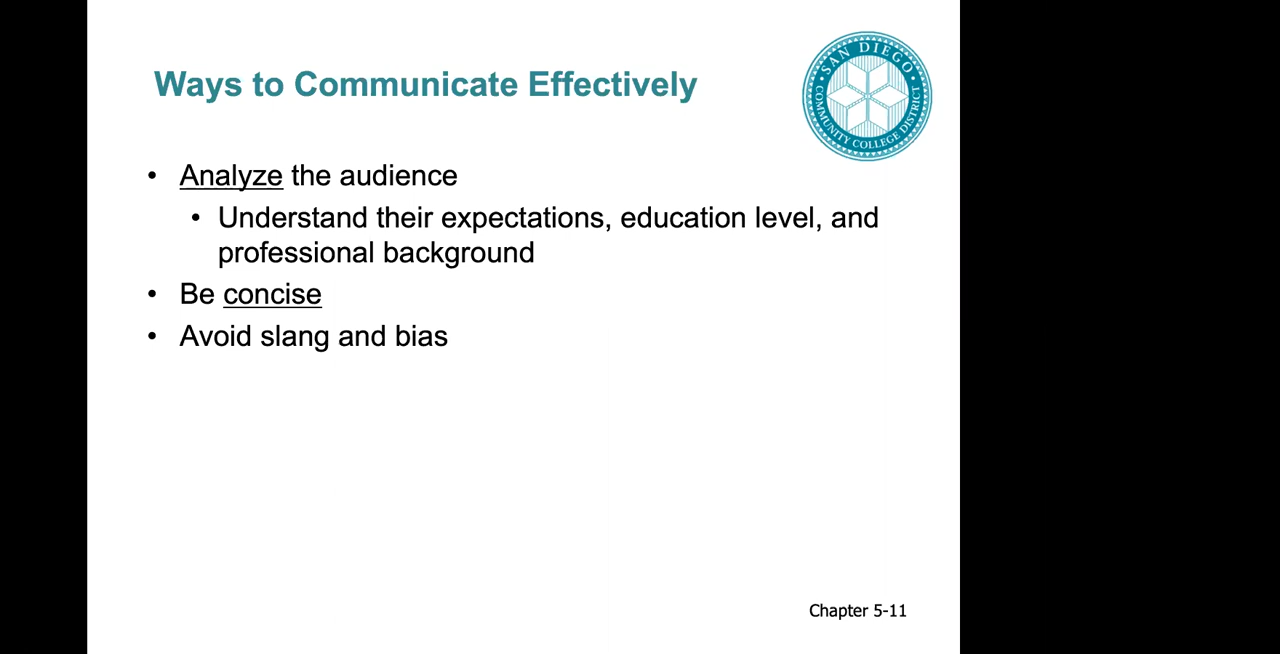 Ways to Communicate Effectively
SAN DIEGO
COMMUNITY COLLEGE DISTRICT
• Analyze the audience
• Understand their expectations, education level, and
professional background
• Be concise
• Avoid slang and bias
Chapter 5-11